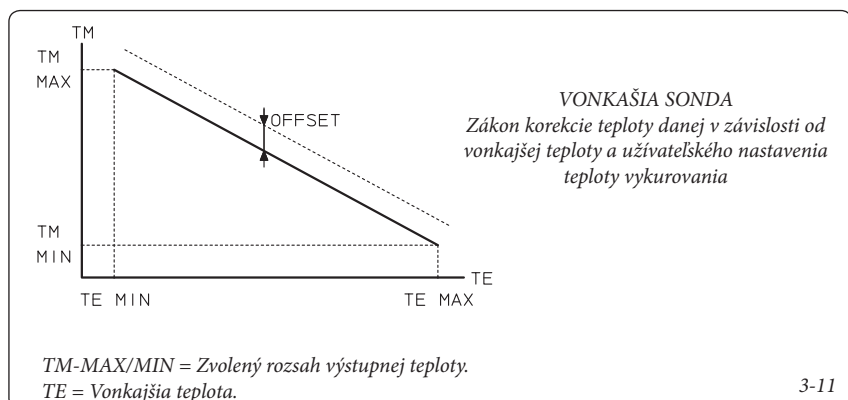 TM
TM
MAX
OFFSET
TM
MIN
TE
TE MIN
TE MAX
VONKAŠIA SONDA
Zákon korekcie teploty danej v závislosti od
vonkajšej teploty a užívateľského nastavenia
teploty vykurovania
TM-MAX/MIN = Zvolený rozsah výstupnej teploty.
TE = Vonkajšia teplota.
3-11